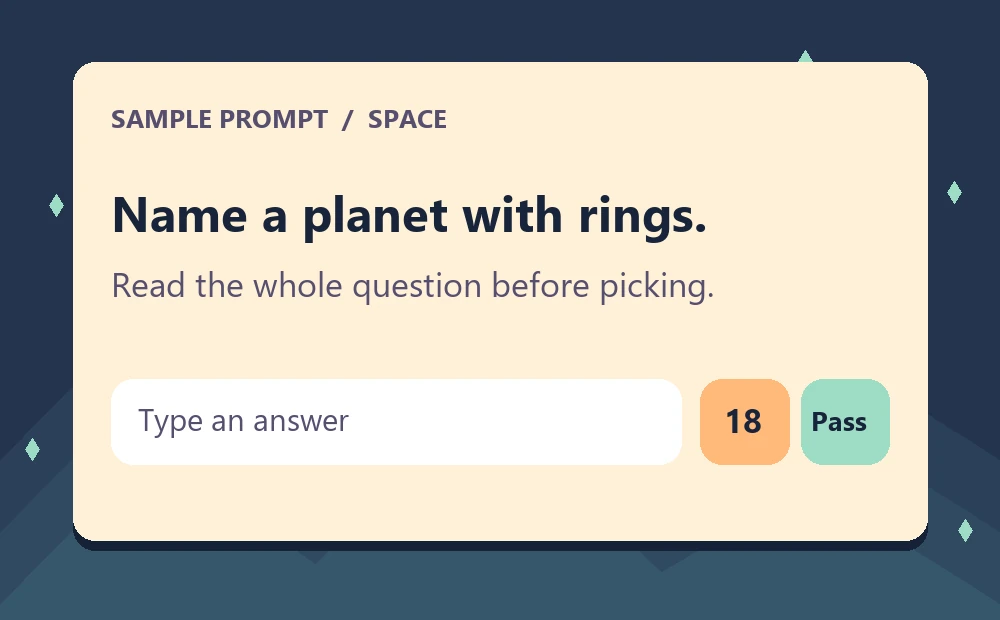 SAMPLE PROMPT / SPACE
Name a planet with rings.
Read the whole question before picking.
Type an answer
18
Pass